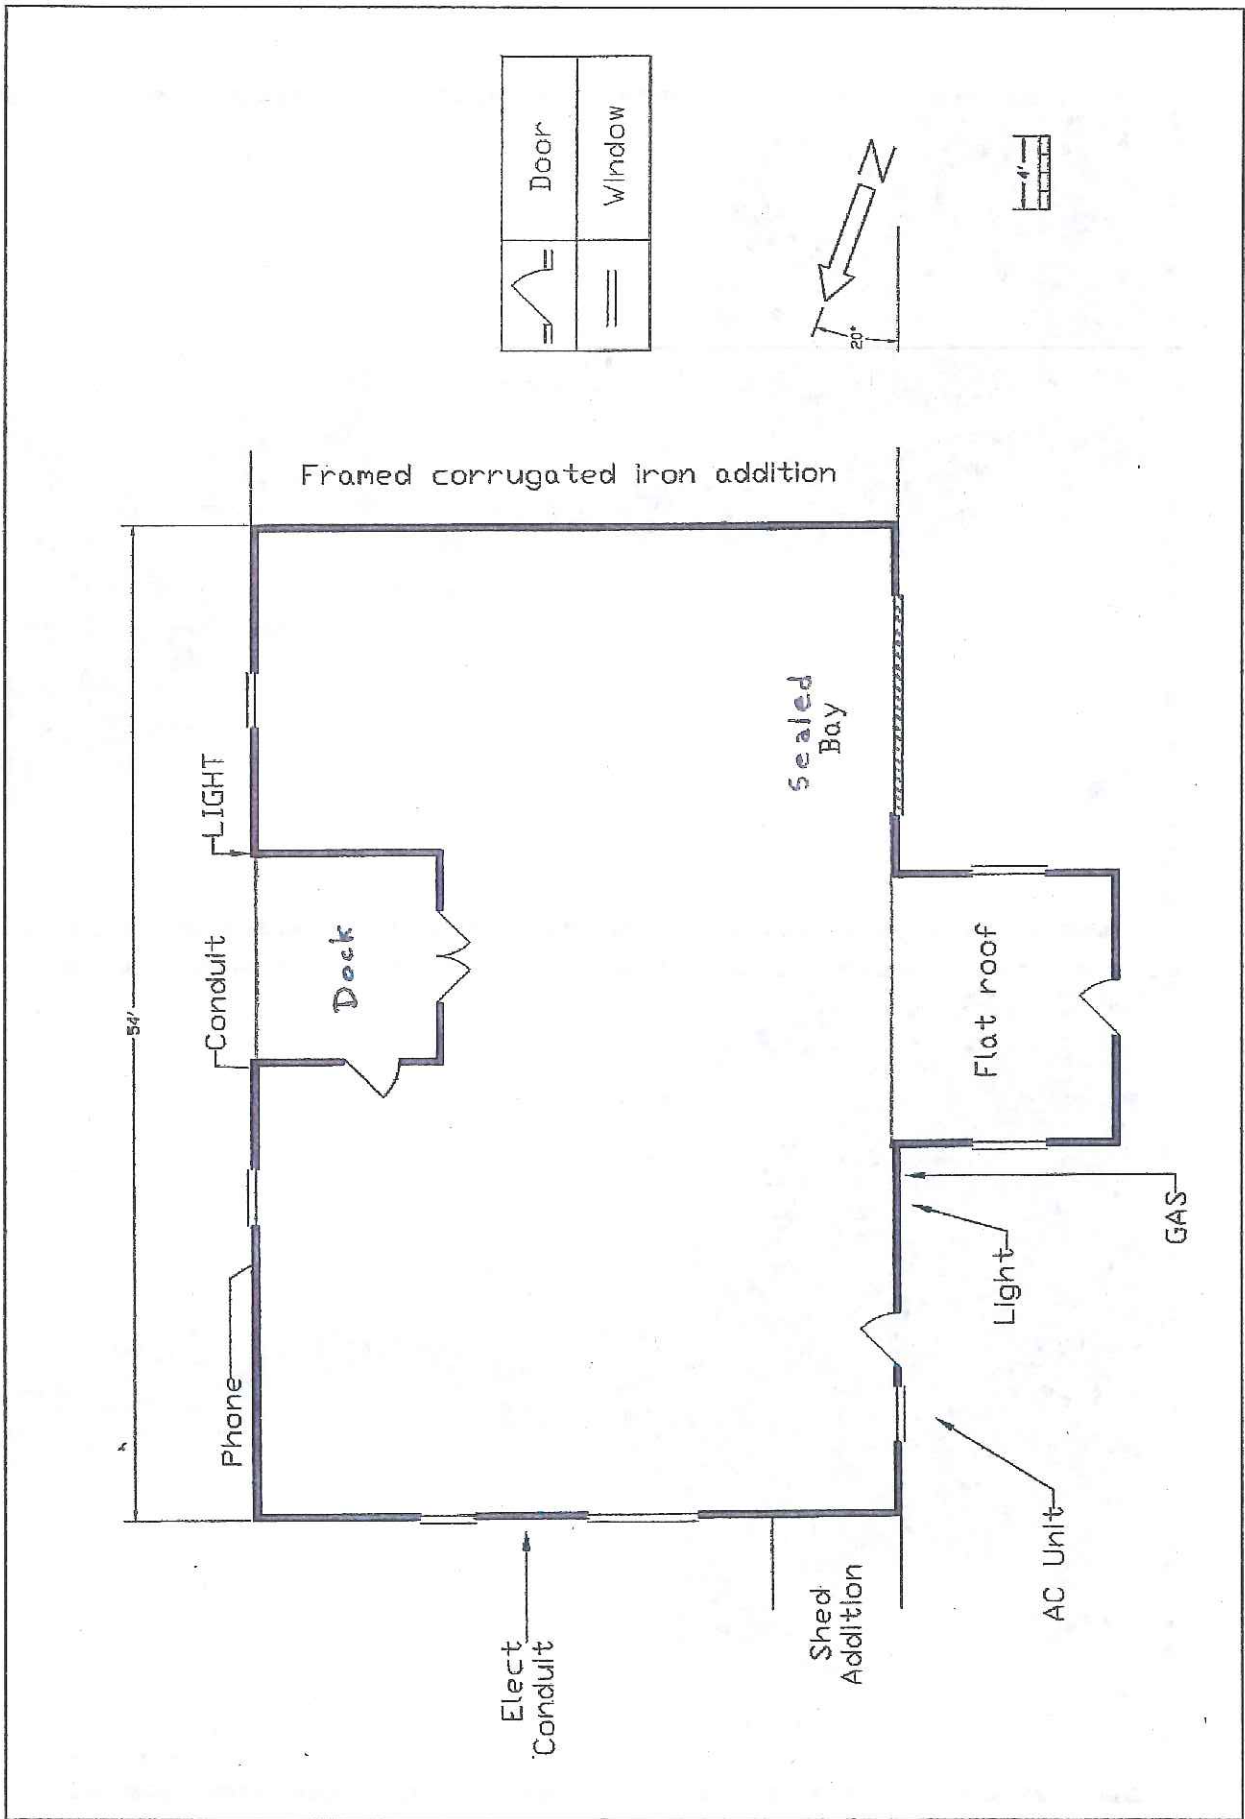 Door
Window
N
20°
4'
Framed corrugated iron addition
54'
LIGHT
Conduit
Phone
Dock
Sealed
Bay
Flat roof
Elect
Conduit
Shed
Addition
AC Unit
Light
GAS